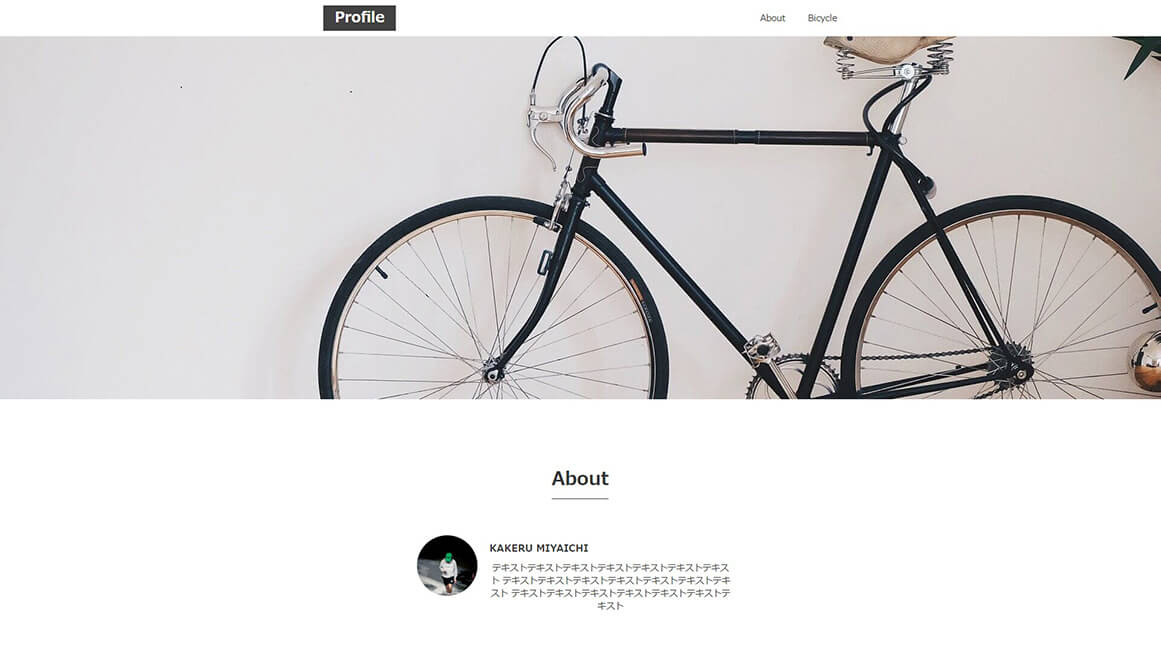 Profile
About
Bicycle
About
KAKERU MIYAICHI
テキストテキストテキストテキストテキストテキストテキス
ト テキストテキストテキストテキストテキストテキストテキ
スト テキストテキストテキストテキストテキストテキストテ
キスト